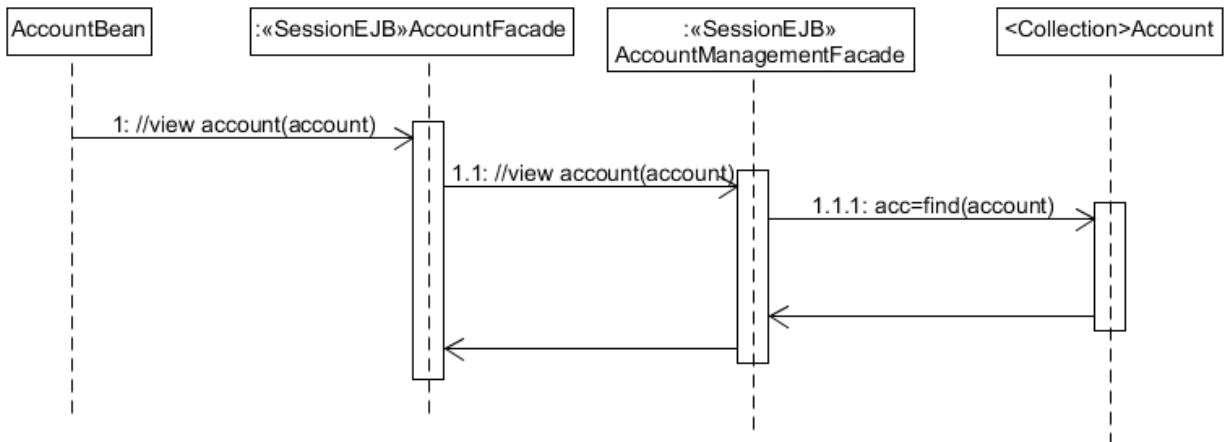 AccountBean
:«SessionEJB»AccountFacade
:«SessionEJB»
AccountManagementFacade
<Collection>Account
1: //view account(account)
1.1: //view account(account)
1.1.1: acc=find(account)